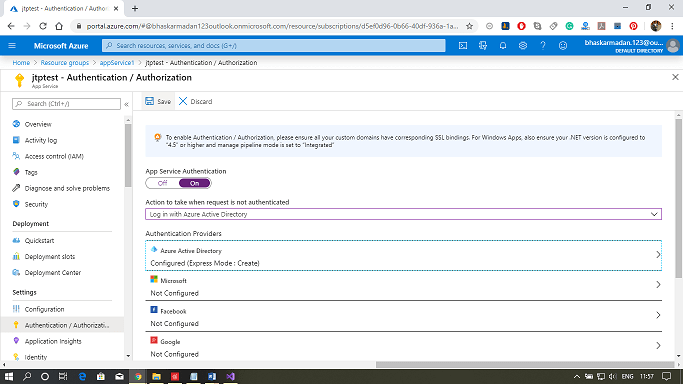 jtptest - Authentication / Authori
portal.azure.com/#@bhaskarmadan123outlook.onmicrosoft.com/resource/subscriptions/d5ef0d96-0b66-40df-936a-1a...
Microsoft Azure
Search resources, services, and docs (G+/)
bhaskarmadan.123@ou...
DEFAULT DIRECTORY
Home > Resource groups > appService1 > jtptest - Authentication / Authorization
jtptest - Authentication / Authorization
App Service
Search (Ctrl+/)
Save
Discard
Overview
Activity log
Access control (IAM)
Tags
Diagnose and solve problems
Security
Deployment
Quickstart
Deployment slots
Deployment Center
Settings
Configuration
Authentication / Authorizati...
Application Insights
Identity
To enable Authentication / Authorization, please ensure all your custom domains have corresponding SSL bindings. For Windows Apps, also ensure your .NET version is configured to
"4.5" or higher and manage pipeline mode is set to "Integrated"
App Service Authentication
Off On
Action to take when request is not authenticated
Log in with Azure Active Directory
Authentication Providers
Azure Active Directory
Configured (Express Mode : Create)
Microsoft
Not Configured
Facebook
Not Configured
Google
Not Configured
ENG 11:57